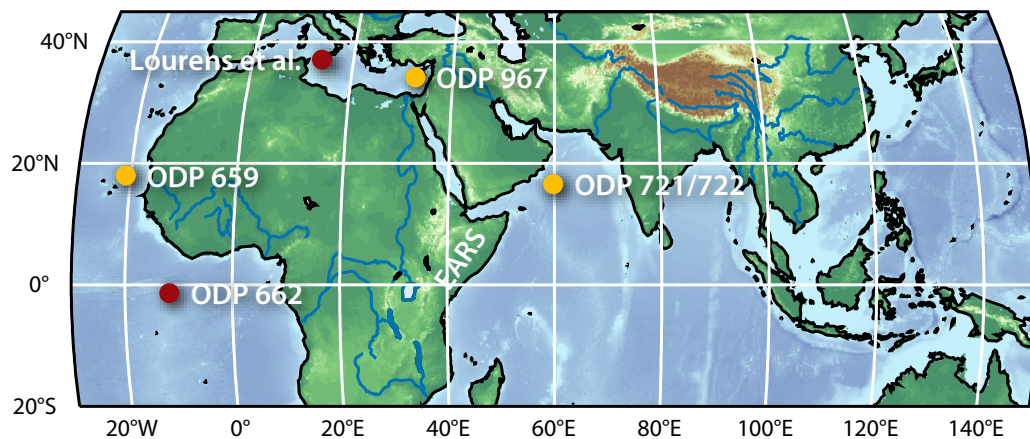 40°N
Lourens et al.
ODP 967
20°N
ODP 659
ODP 721/722
EARS
0°
ODP 662
20°S
20°W
0°
20°E
40°E
60°E
80°E
100°E
120°E
140°E